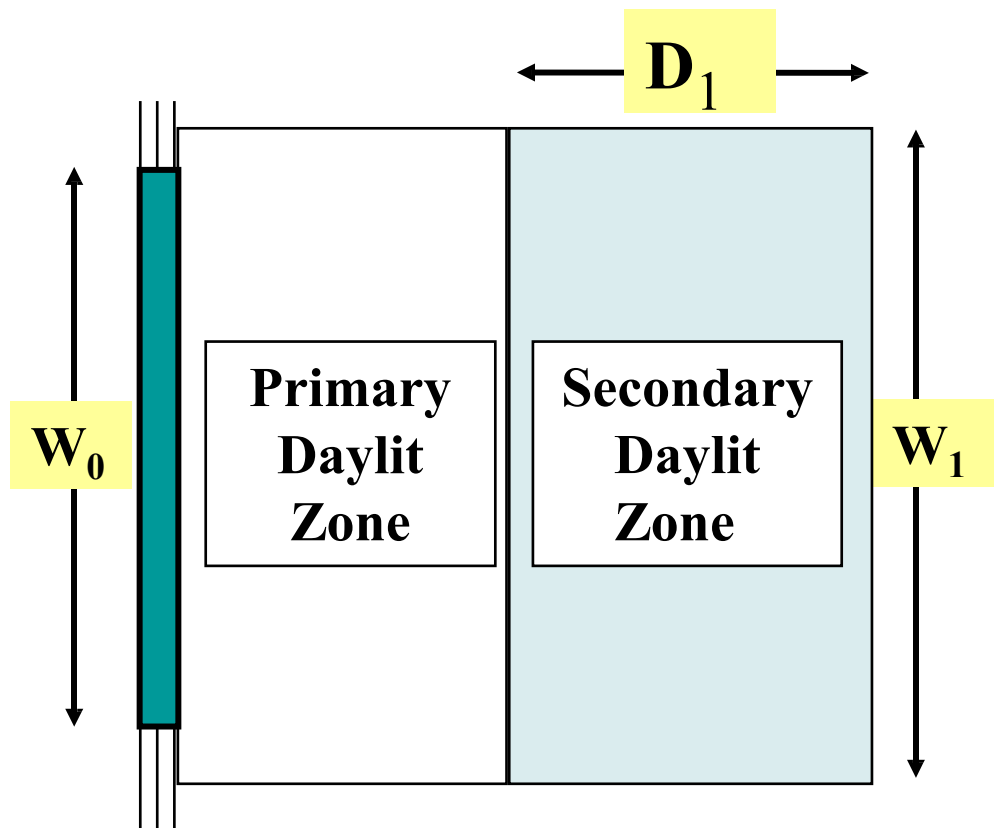 D₁
Primary
Daylit
Zone
Secondary
Daylit
Zone
W₀
W₁